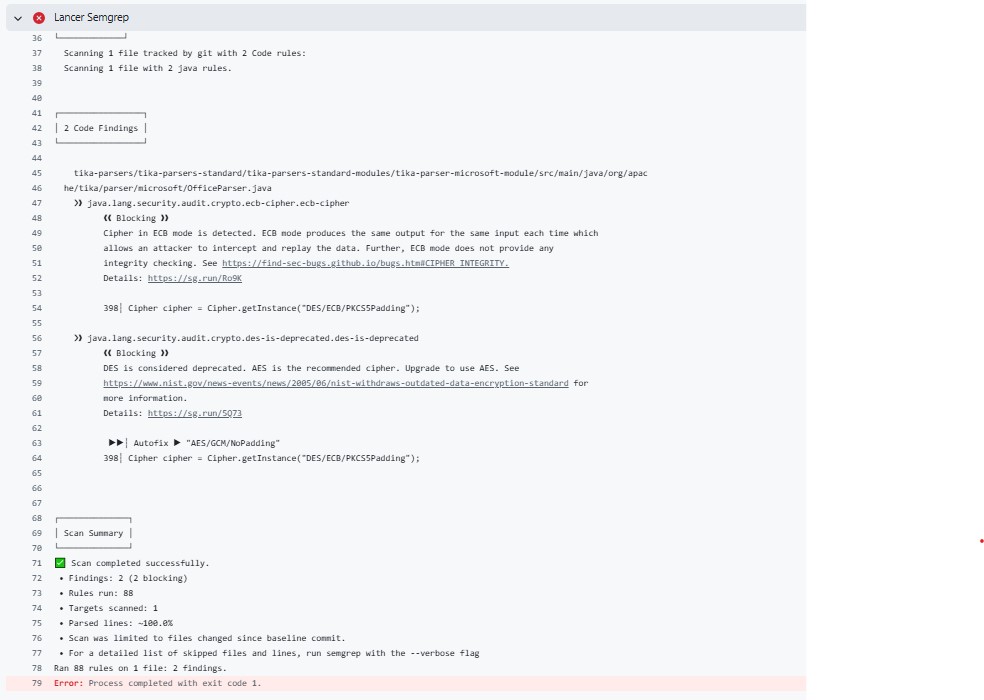 Lancer Semgrep
36
37 Scanning 1 file tracked by git with 2 Code rules:
38 Scanning 1 file with 2 java rules.
39
40
41
42 2 Code Findings
43
44
45 tika-parsers/tika-parsers-standard/tika-parsers-standard-modules/tika-parser-microsoft-module/src/main/java/org/apac
46 he/tika/parser/microsoft/OfficeParser.java
47 ❯❯ java.lang.security.audit.crypto.ecb-cipher.ecb-cipher
48 ❰❰ Blocking ❱❱
49 Cipher in ECB mode is detected. ECB mode produces the same output for the same input each time which
50 allows an attacker to intercept and replay the data. Further, ECB mode does not provide any
51 integrity checking. See https://find-sec-bugs.github.io/bugs.htm#CIPHER_INTEGRITY.
52 Details: https://sg.run/Ro9K
53
54 398┆ Cipher cipher = Cipher.getInstance("DES/ECB/PKCS5Padding");
55
56 ❯❯ java.lang.security.audit.crypto.des-is-deprecated.des-is-deprecated
57 ❰❰ Blocking ❱❱
58 DES is considered deprecated. AES is the recommended cipher. Upgrade to use AES. See
59 https://www.nist.gov/news-events/news/2005/06/nist-withdraws-outdated-data-encryption-standard for
60 more information.
61 Details: https://sg.run/5Q73
62
63 ▶▶┆ Autofix ▶ "AES/GCM/NoPadding"
64 398┆ Cipher cipher = Cipher.getInstance("DES/ECB/PKCS5Padding");
65
66
67
68
69 Scan Summary
70
71 ✅ Scan completed successfully.
72 • Findings: 2 (2 blocking)
73 • Rules run: 88
74 • Targets scanned: 1
75 • Parsed lines: ~100.0%
76 • Scan was limited to files changed since baseline commit.
77 • For a detailed list of skipped files and lines, run semgrep with the --verbose flag
78 Ran 88 rules on 1 file: 2 findings.
79 Error: Process completed with exit code 1.